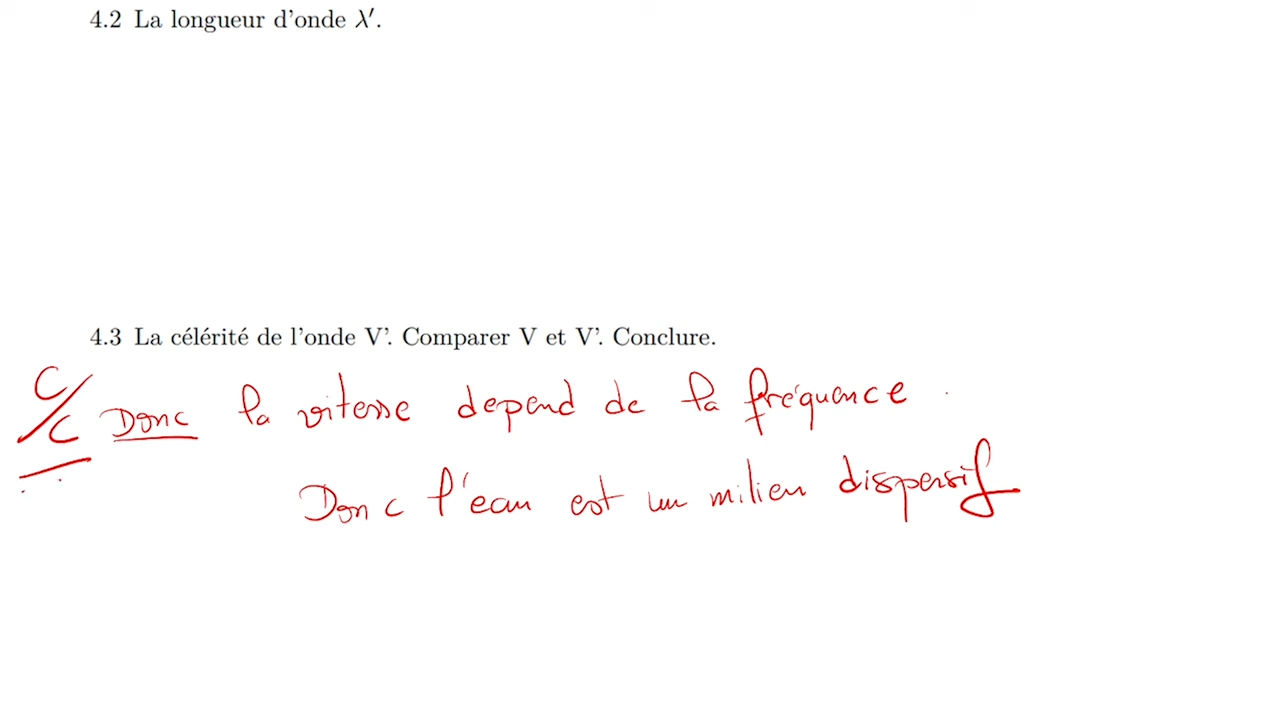 4.2 La longueur d'onde λ′.
4.3 La célérité de l'onde V'. Comparer V et V'. Conclure.
C/C Donc la vitesse depend de la fréquence.
Donc l'eau est un milieu dispersif